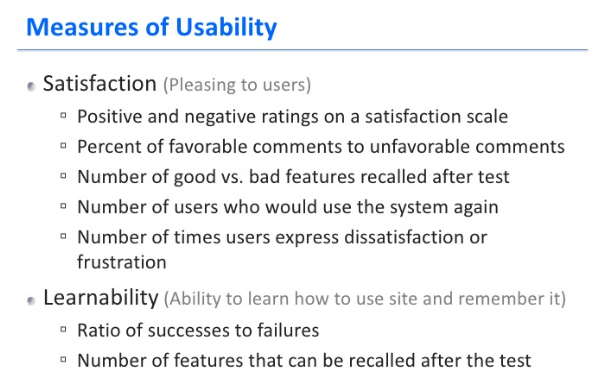 Measures of Usability
Satisfaction (Pleasing to users)
Positive and negative ratings on a satisfaction scale
Percent of favorable comments to unfavorable comments
Number of good vs. bad features recalled after test
Number of users who would use the system again
Number of times users express dissatisfaction or
frustration
Learnability (Ability to learn how to use site and remember it)
Ratio of successes to failures
Number of features that can be recalled after the test